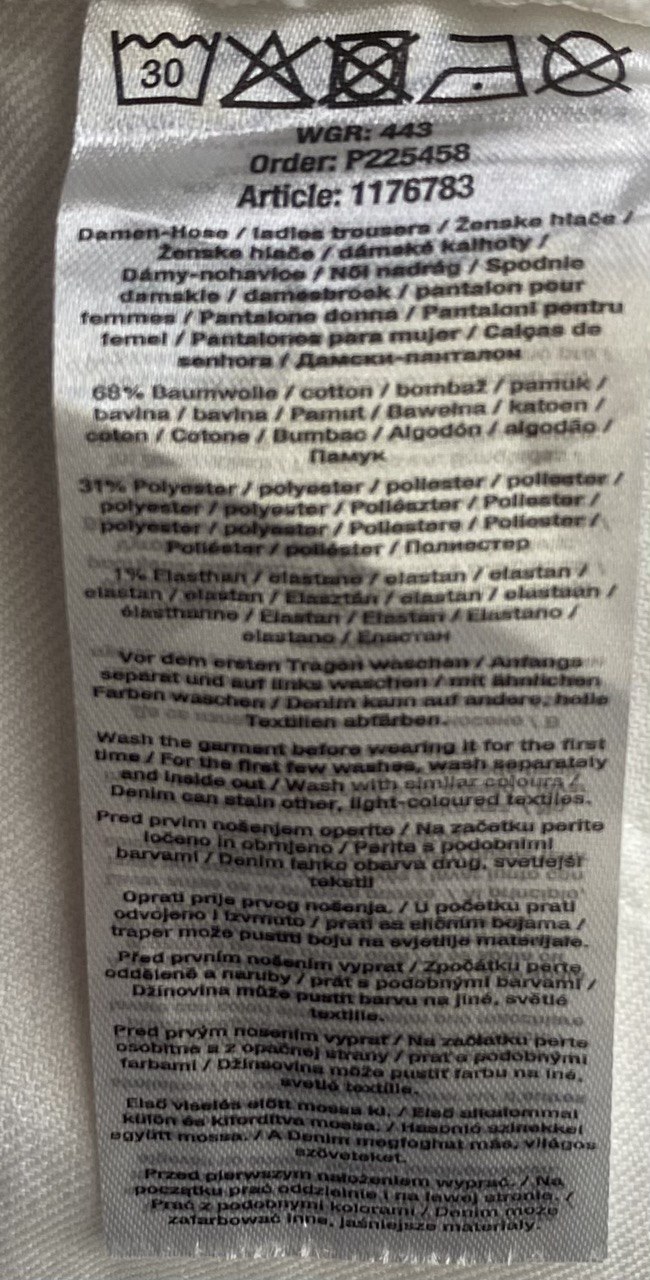 30
WGR: 443
Order: P225458
Article: 1176783
Damen-Hose / ladies trousers / Ženske hlače /
Ženske hlače / dámské kalhoty /
Dámy-nohavice / Női nadrág / Spodnie
damskie / damesbroek / pantalon pour
femmes / Pantalone donna / Pantaloni pentru
femei / Pantalones para mujer / Calças de
senhora / Дамски-панталон
68% Baumwolle / cotton / bombaž / pamuk /
bavlna / bavlna / Pamut / Bawełna / katoen /
coton / Cotone / Bumbac / Algodón / algodão /
Памук
31% Polyester / polyester / poliester / poliester /
polyester / polyester / Poliészter / Poliester /
polyester / polyester / Poliestere / Poliester /
Poliéster / poliéster / Полиестер
1% Elasthan / elastane / elastan / elastan /
elastan / elastan / Elasztán / elastan / elastaan /
élasthanne / Elastan / Elastan / Elastano /
elastano / Еластан
Vor dem ersten Tragen waschen / Anfangs
separat und auf links waschen / mit ähnlichen
Farben waschen / Denim kann auf andere, helle
Textilien abfärben.
Wash the garment before wearing it for the first
time / For the first few washes, wash separately
and inside out / Wash with similar colours /
Denim can stain other, light-coloured textiles.
Pred prvim nošenjem operite / Na začetku perite
ločeno in obrnjeno / Perite s podobnimi
barvami / Denim lahko obarva drug, svetlejši
tekstil
Oprati prije prvog nošenja. / U početku prati
odvojeno i izvrnuto / prati sa sličnim bojama /
traper može pustiti boju na svjetlije materijale.
Před prvním nošením vyprat / Zpočátku perte
odděleně a naruby / prát s podobnými barvami /
Džínovina může pustit barvu na jiné, světlé
textilie.
Pred prvým nosením vyprať / Na začiatku perte
osobitne a z opačnej strany / prať s podobnými
farbami / Džínsovina môže pustiť farbu na iné,
svetlé textílie.
Első viselés előtt mossa ki. / Első alkalommal
külön és kifordítva mossa. / Hasonló színekkel
együtt mossa. / A Denim megfoghat más, világos
szöveteket.
Przed pierwszym nałożeniem wyprać. / Na
początku prać oddzielnie i na lewej stronie. /
Prać z podobnymi kolorami / Denim może
zafarbować inne, jaśniejsze materiały.